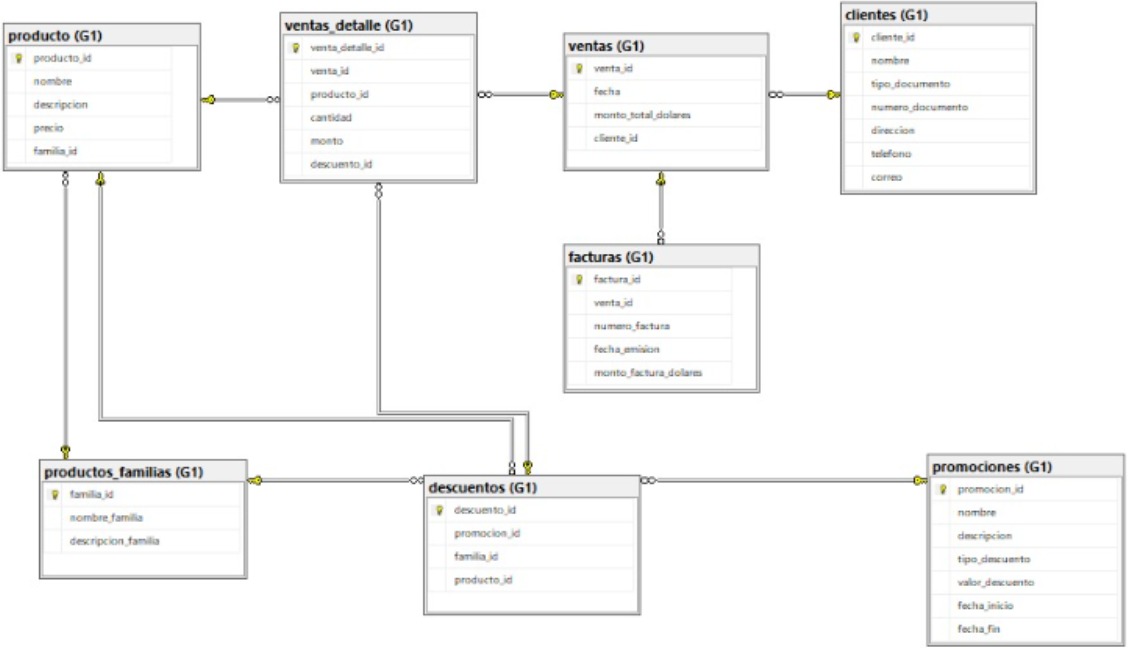 producto (G1)
producto_id
nombre
descripcion
precio
familia_id
ventas_detalle (G1)
venta_detalle_id
venta_id
producto_id
cantidad
monto
descuento_id
ventas (G1)
venta_id
fecha
monto_total_dolares
cliente_id
clientes (G1)
cliente_id
nombre
tipo_documento
numero_documento
direccion
telefono
correo
facturas (G1)
factura_id
venta_id
numero_factura
fecha_emision
monto_factura_dolares
productos_familias (G1)
familia_id
nombre_familia
descripcion_familia
descuentos (G1)
descuento_id
promocion_id
familia_id
producto_id
promociones (G1)
promocion_id
nombre
descripcion
tipo_descuento
valor_descuento
fecha_inicio
fecha_fin